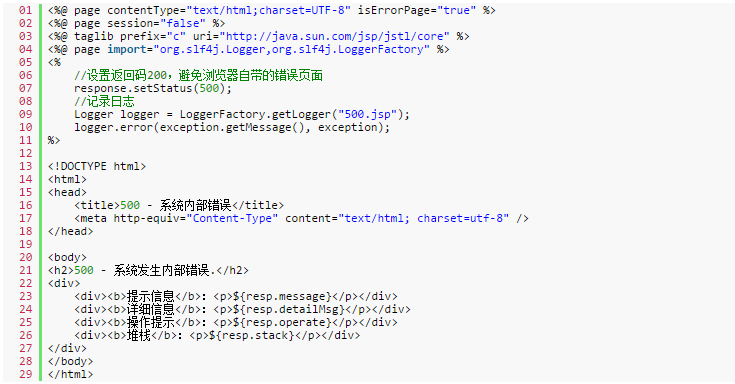 01 <%@ page contentType="text/html;charset=UTF-8" isErrorPage="true" %>
02 <%@ page session="false" %>
03 <%@ taglib prefix="c" uri="http://java.sun.com/jsp/jstl/core" %>
04 <%@ page import="org.slf4j.Logger,org.slf4j.LoggerFactory" %>
05 <%
06     //设置返回码200，避免浏览器自带的错误页面
07     response.setStatus(500);
08     //记录日志
09     Logger logger = LoggerFactory.getLogger("500.jsp");
10     logger.error(exception.getMessage(), exception);
11 %>
12
13 <!DOCTYPE html>
14 <html>
15 <head>
16     <title>500 - 系统内部错误</title>
17     <meta http-equiv="Content-Type" content="text/html; charset=utf-8" />
18 </head>
19
20 <body>
21 <h2>500 - 系统发生内部错误.</h2>
22 <div>
23     <div><b>提示信息</b>：<p>${resp.message}</p></div>
24     <div><b>详细信息</b>：<p>${resp.detailMsg}</p></div>
25     <div><b>操作提示</b>：<p>${resp.operate}</p></div>
26     <div><b>堆栈</b>：<p>${resp.stack}</p></div>
27 </div>
28 </body>
29 </html>